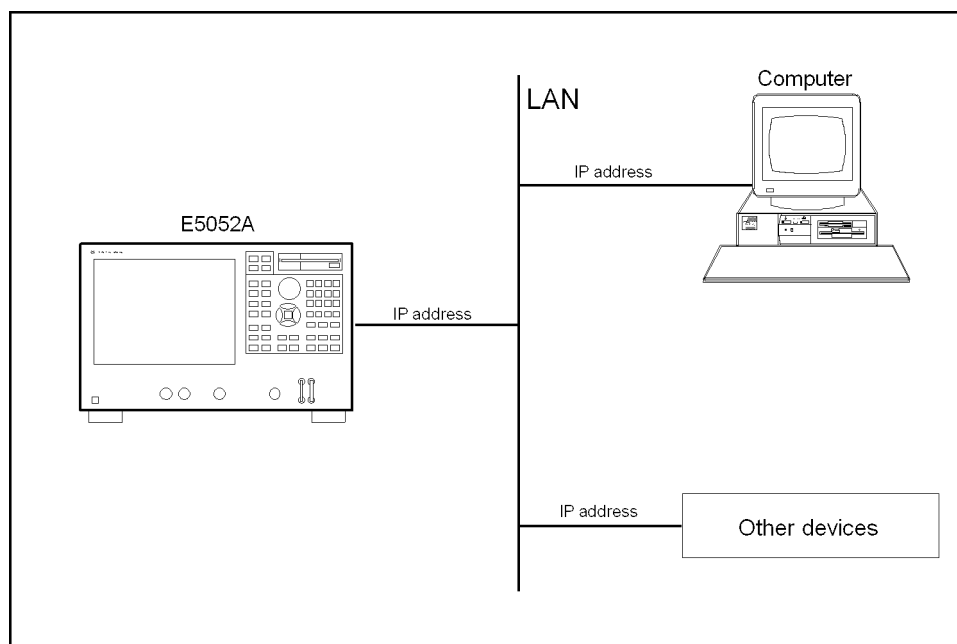 Computer
LAN
IP address
E5052A
IP address
IP address
Other devices